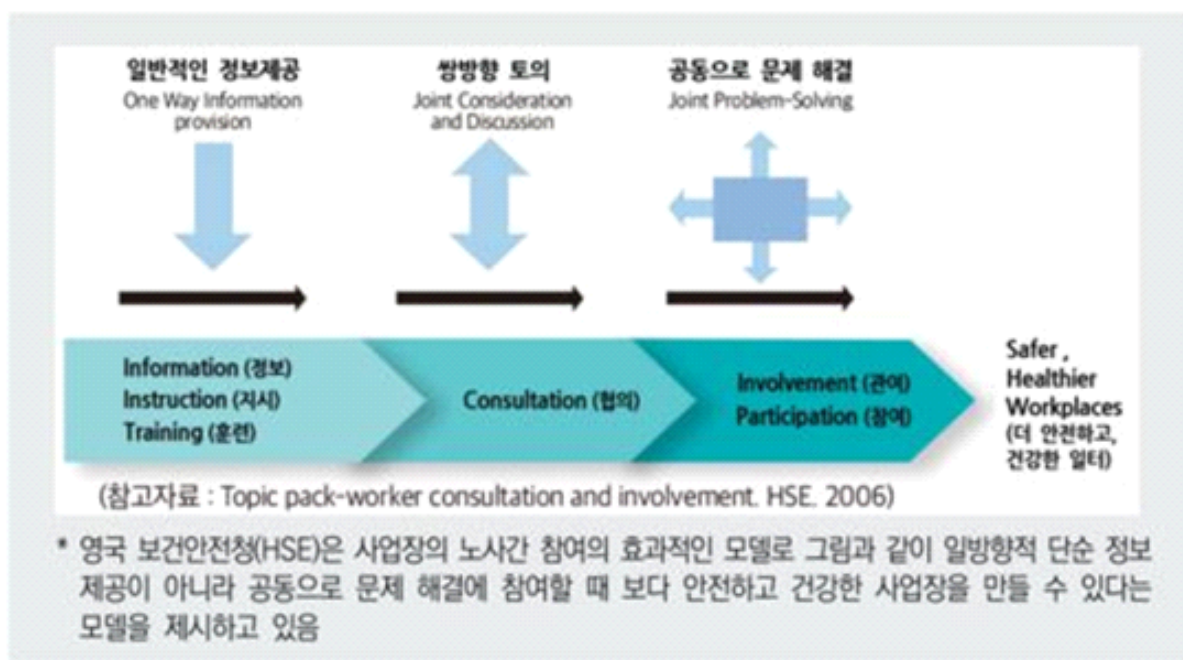 일반적인 정보제공
One Way Information
provision
쌍방향 토의
Joint Consideration
and Discussion
공동으로 문제 해결
Joint Problem-Solving
Information (정보)
Instruction (지시)
Training (훈련)
Consultation (협의)
Involvement (관여)
Participation (참여)
Safer ,
Healthier
Workplaces
(더 안전하고,
건강한 일터)
(참고자료 : Topic pack-worker consultation and involvement. HSE. 2006)
* 영국 보건안전청(HSE)은 사업장의 노사간 참여의 효과적인 모델로 그림과 같이 일방향적 단순 정보
제공이 아니라 공동으로 문제 해결에 참여할 때 보다 안전하고 건강한 사업장을 만들 수 있다는
모델을 제시하고 있음